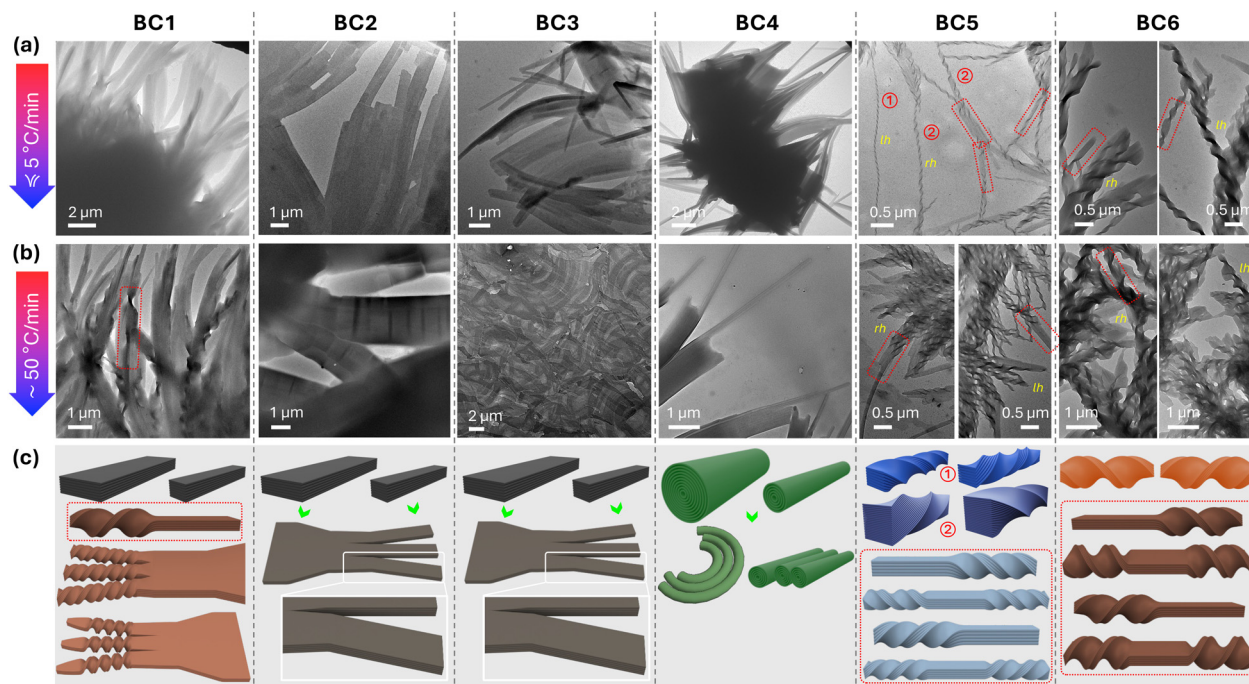 BC1 BC2 BC3 BC4 BC5 BC6
(a)
⩽ 5 °C/min
① ② ②
lh rh rh lh
2 μm 1 μm 1 μm 2 μm 0.5 μm 0.5 μm 0.5 μm
(b)
~ 50 °C/min
rh lh rh lh
1 μm 1 μm 2 μm 1 μm 0.5 μm 0.5 μm 1 μm 1 μm
(c)
①
②